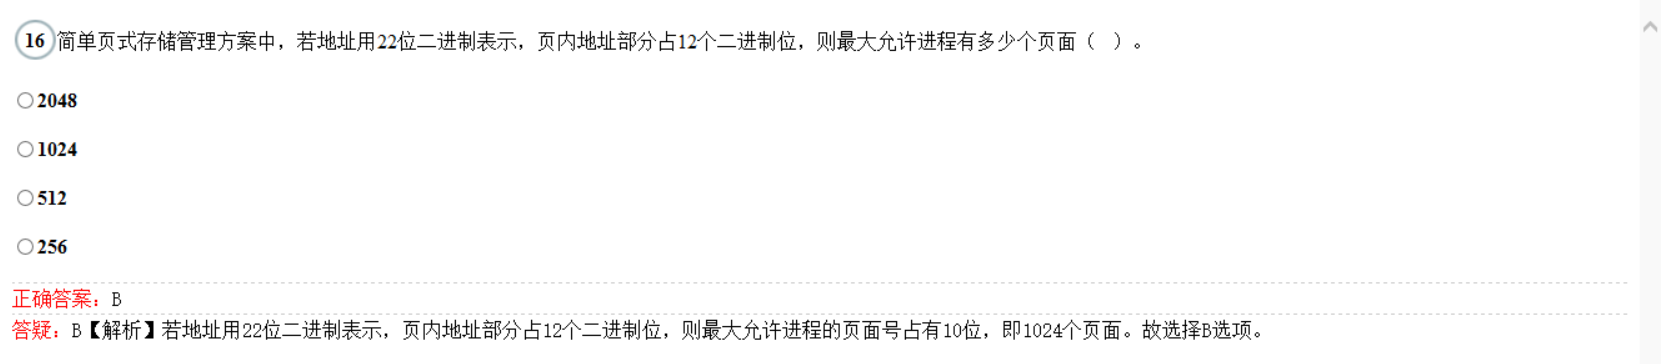 16 简单页式存储管理方案中，若地址用22位二进制表示，页内地址部分占12个二进制位，则最大允许进程有多少个页面（ ）。
2048
1024
512
256
正确答案：B
答疑：B【解析】若地址用22位二进制表示，页内地址部分占12个二进制位，则最大允许进程的页面号占有10位，即1024个页面。故选择B选项。